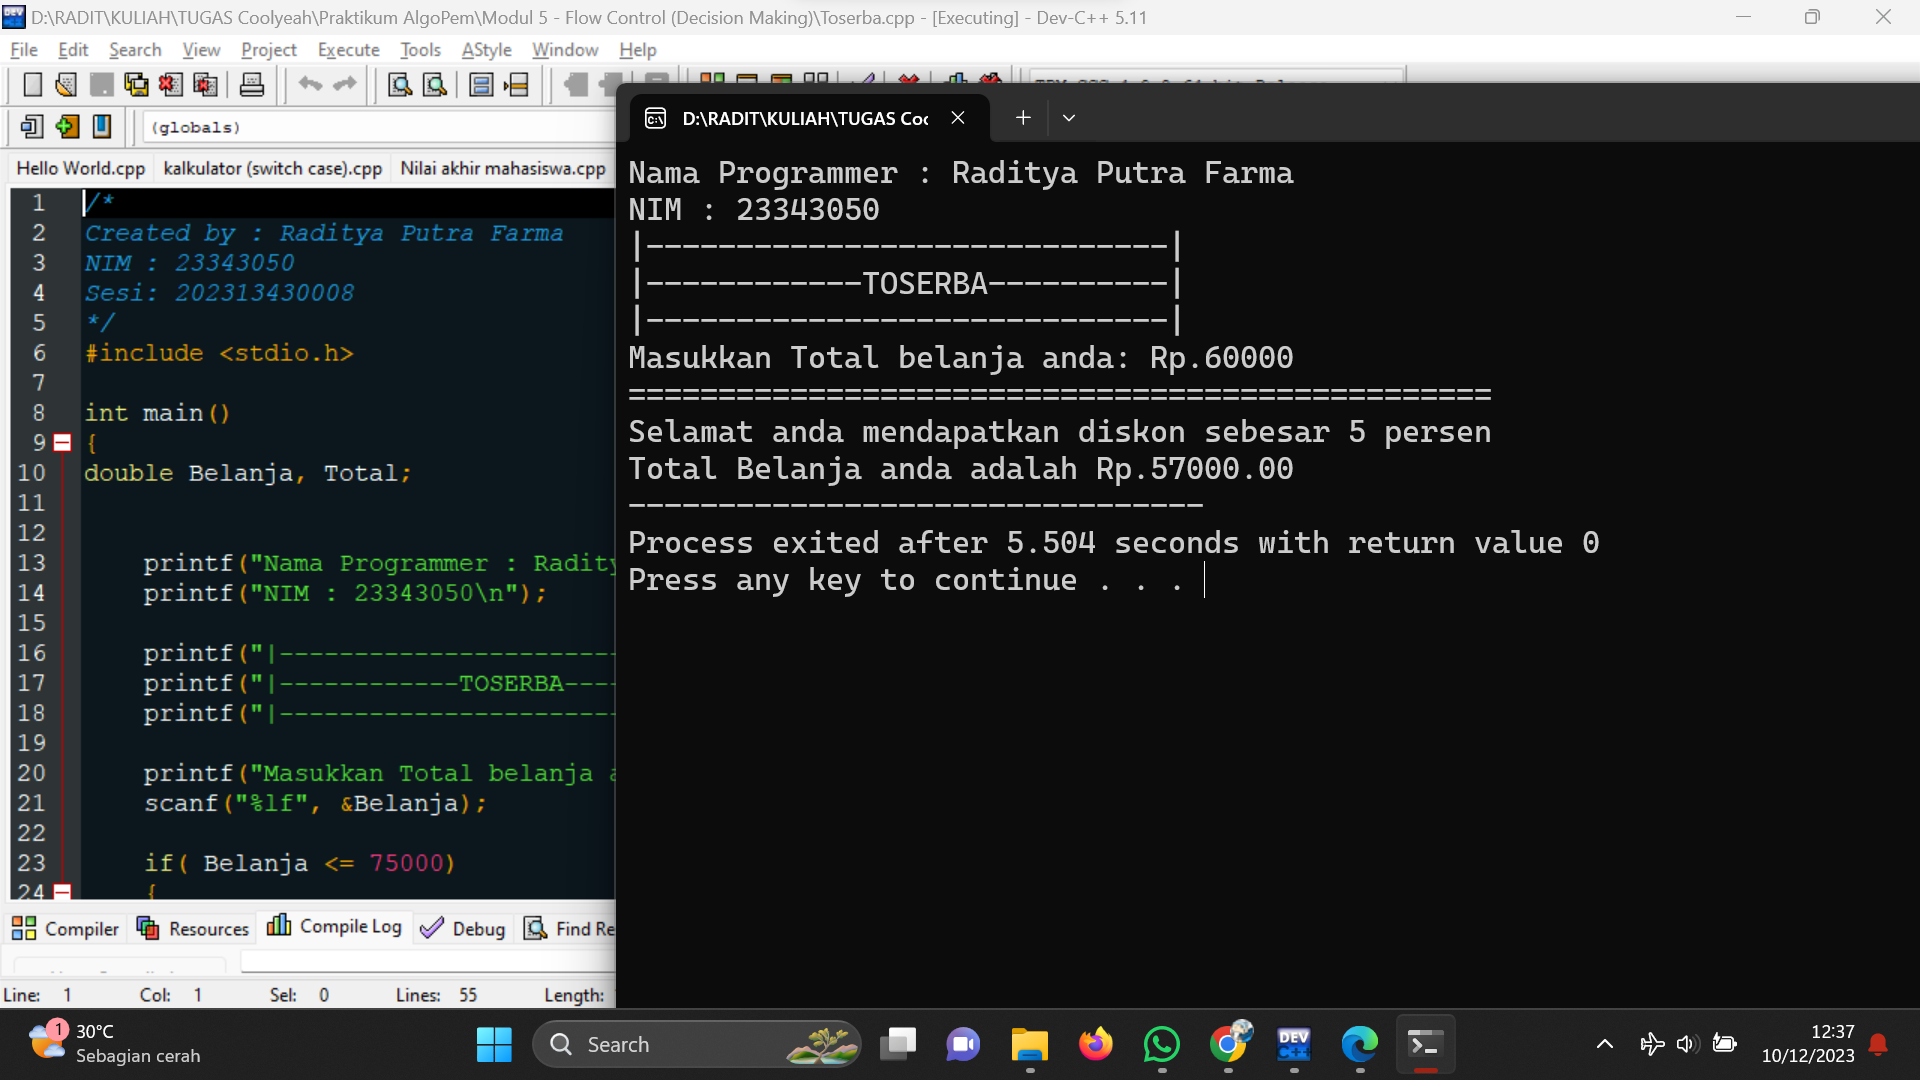 D:\RADIT\KULIAH\TUGAS Coolyeah\Praktikum AlgoPem\Modul 5 - Flow Control (Decision Making)\Toserba.cpp - [Executing] - Dev-C++ 5.11
File Edit Search View Project Execute Tools AStyle Window Help
(globals)
Hello World.cpp kalkulator (switch case).cpp Nilai akhir mahasiswa.cpp
1 /*
2 Created by : Raditya Putra Farma
3 NIM : 23343050
4 Sesi: 202313430008
5 */
6 #include <stdio.h>
7
8 int main()
9 {
10 double Belanja, Total;
11
12
13 printf("Nama Programmer : Radity
14 printf("NIM : 23343050\n");
15
16 printf("|-----------------------
17 printf("|------------TOSERBA----
18 printf("|-----------------------
19
20 printf("Masukkan Total belanja a
21 scanf("%lf", &Belanja);
22
23 if( Belanja <= 75000)
24 {
Compiler Resources Compile Log Debug Find Re
Line: 1 Col: 1 Sel: 0 Lines: 55 Length:
D:\RADIT\KULIAH\TUGAS Coo
Nama Programmer : Raditya Putra Farma
NIM : 23343050
|-----------------------------|
|------------TOSERBA----------|
|-----------------------------|
Masukkan Total belanja anda: Rp.60000
================================================
Selamat anda mendapatkan diskon sebesar 5 persen
Total Belanja anda adalah Rp.57000.00
--------------------------------
Process exited after 5.504 seconds with return value 0
Press any key to continue . . .
1
30°C
Sebagian cerah
Search
DEV C++
12:37
10/12/2023